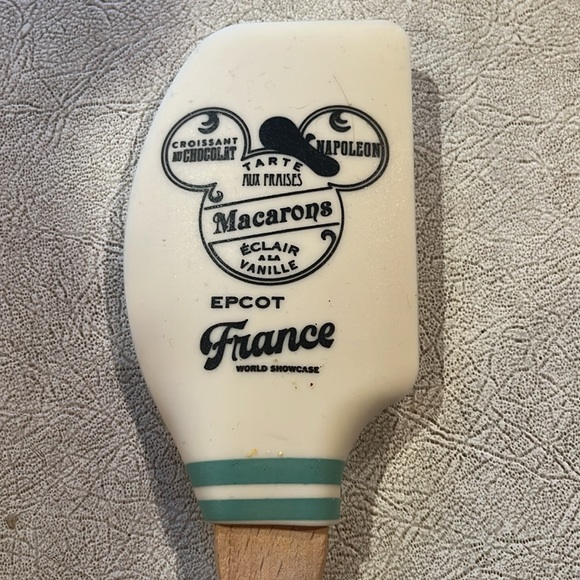 CROISSANT
AU CHOCOLAT
NAPOLEON
TARTE
AUX FRAISES
Macarons
ÉCLAIR
A LA
VANILLE
EPCOT
France
WORLD SHOWCASE